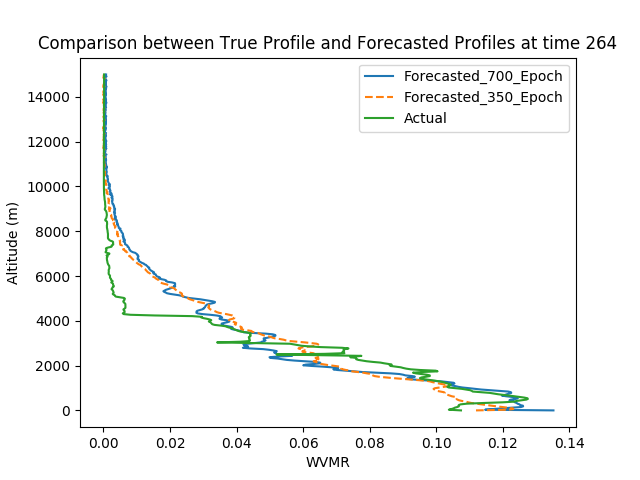 Comparison between True Profile and Forecasted Profiles at time 264
Forecasted_700_Epoch
Forecasted_350_Epoch
Actual
Altitude (m)
14000
12000
10000
8000
6000
4000
2000
0
0.00 0.02 0.04 0.06 0.08 0.10 0.12 0.14
WVMR